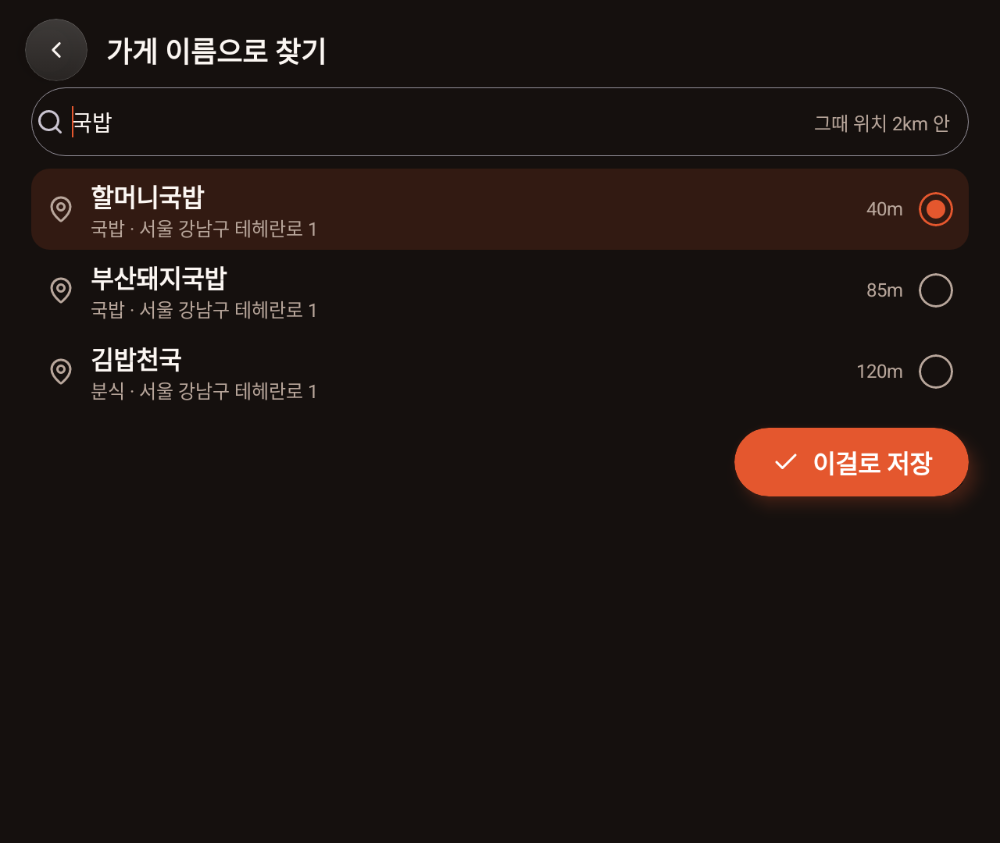 가게 이름으로 찾기
국밥
그때 위치 2km 안
할머니국밥
국밥 · 서울 강남구 테헤란로 1
40m
부산돼지국밥
국밥 · 서울 강남구 테헤란로 1
85m
김밥천국
분식 · 서울 강남구 테헤란로 1
120m
이걸로 저장